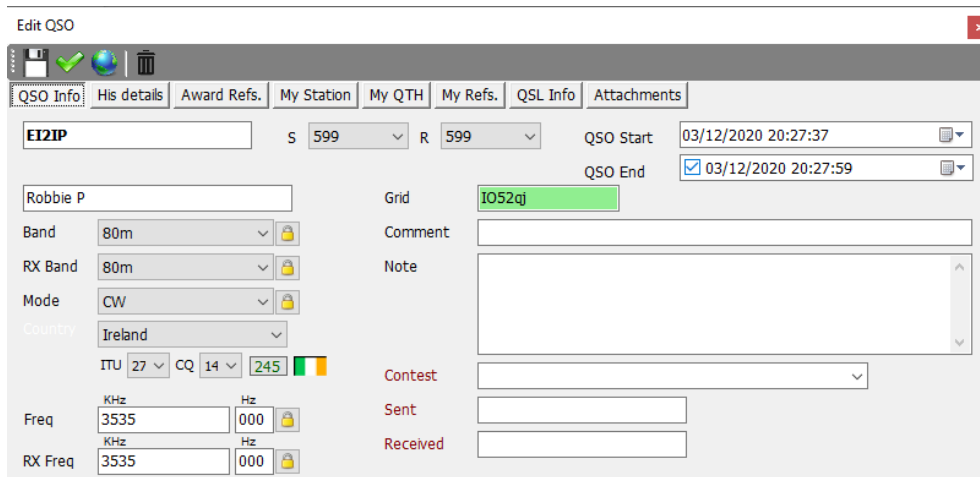 Edit QSO
QSO Info His details Award Refs. My Station My QTH My Refs. QSL Info Attachments
EI2IP S 599 R 599 QSO Start 03/12/2020 20:27:37
QSO End 03/12/2020 20:27:59
Robbie P Grid IO52qj
Band 80m Comment
RX Band 80m Note
Mode CW
Country Ireland
ITU 27 CQ 14 245
Contest
KHz Hz
Freq 3535 000 Sent
KHz Hz
RX Freq 3535 000 Received